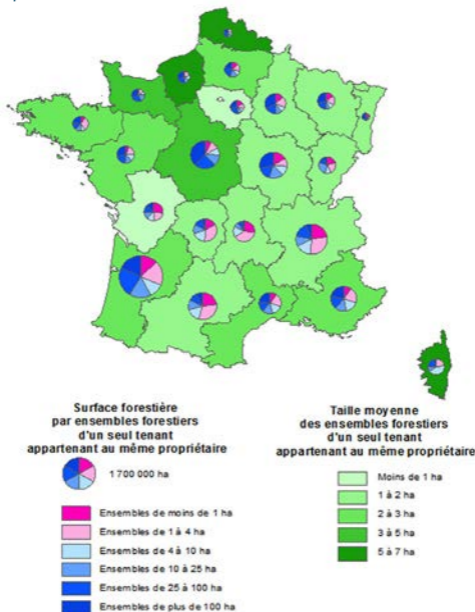 Surface forestière
par ensembles forestiers
d'un seul tenant
appartenant au même propriétaire
1 700 000 ha
Ensembles de moins de 1 ha
Ensembles de 1 à 4 ha
Ensembles de 4 à 10 ha
Ensembles de 10 à 25 ha
Ensembles de 25 à 100 ha
Ensembles de plus de 100 ha
Taille moyenne
des ensembles forestiers
d'un seul tenant
appartenant au même propriétaire
Moins de 1 ha
1 à 2 ha
2 à 3 ha
3 à 5 ha
5 à 7 ha